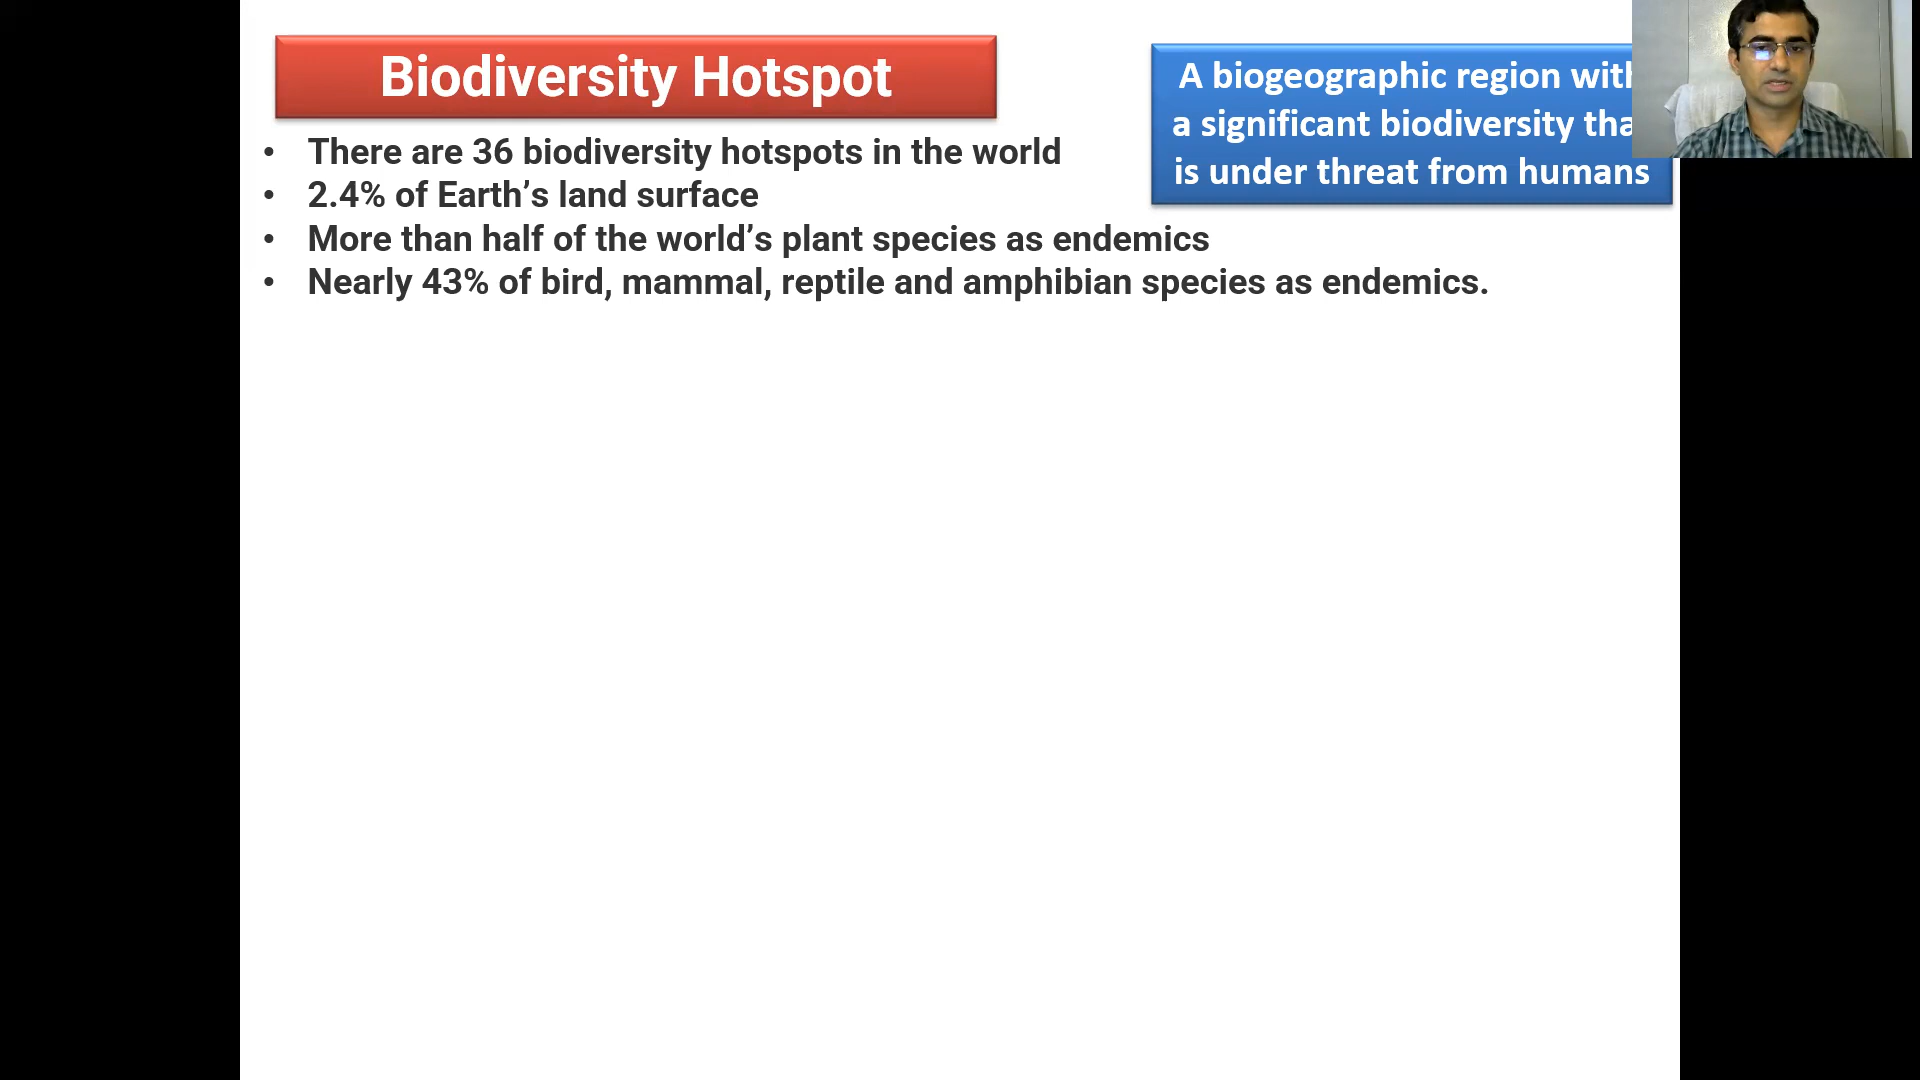 Biodiversity Hotspot
• There are 36 biodiversity hotspots in the world
• 2.4% of Earth’s land surface
• More than half of the world’s plant species as endemics
• Nearly 43% of bird, mammal, reptile and amphibian species as endemics.
A biogeographic region with
a significant biodiversity tha
is under threat from humans